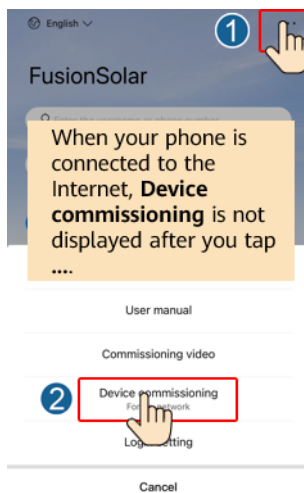 English
1
FusionSolar
When your phone is
connected to the
Internet, Device
commissioning is not
displayed after you tap
....
User manual
Commissioning video
2
Device commissioning
network
setting
Cancel